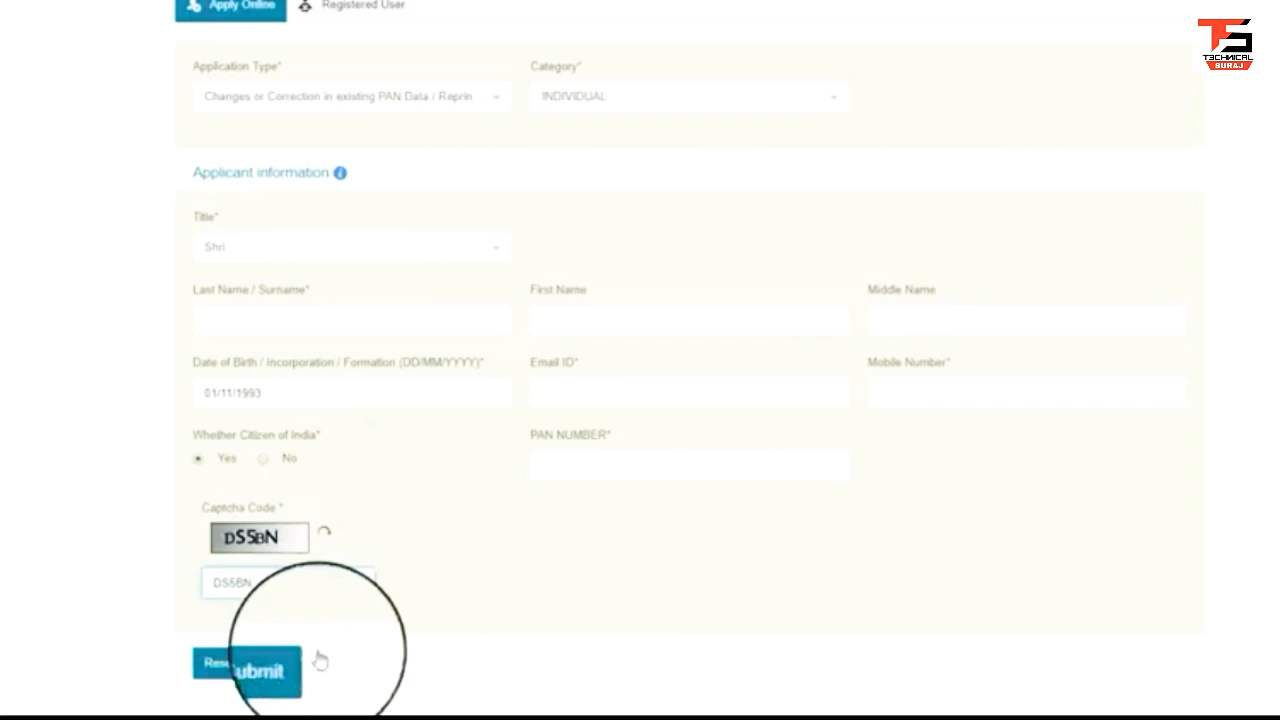 Apply Online Registered User
TECHNICAL
SURAJ
Application Type* Category*
Changes or Correction in existing PAN Data / Reprin INDIVIDUAL
Applicant information
Title*
Shri
Last Name / Surname* First Name Middle Name
Date of Birth / Incorporation / Formation (DD/MM/YYYY)* Email ID* Mobile Number*
01/11/1993
Whether Citizen of India* PAN NUMBER*
Yes No
Captcha Code *
DS5BN
DS5BN
Rese ubmit